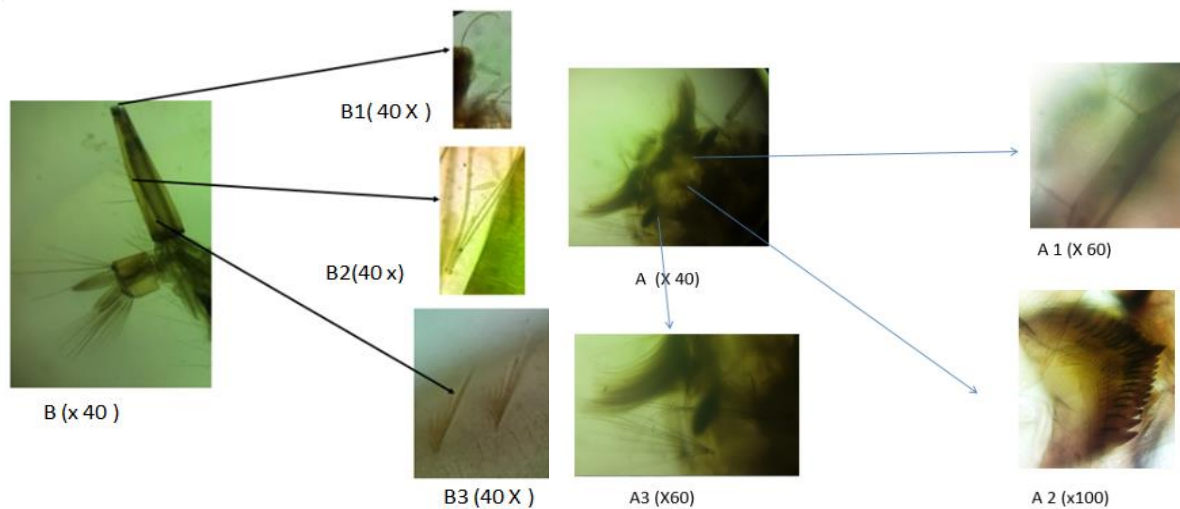 B1( 40 X )
B2(40 x)
B (x 40 )
B3 (40 X )
A (X 40)
A3 (X60)
A 1 (X 60)
A 2 (x100)